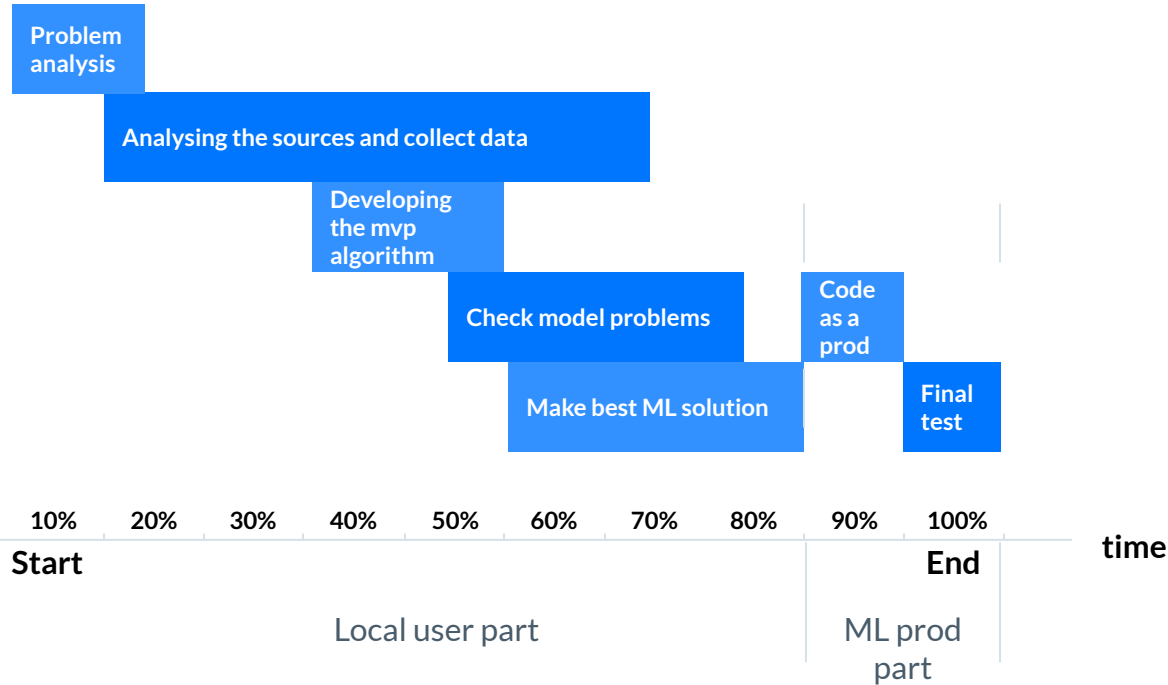 Problem
analysis
Analysing the sources and collect data
Developing
the mvp
algorithm
Check model problems
Code
as a
prod
Make best ML solution
Final
test
10% 20% 30% 40% 50% 60% 70% 80% 90% 100%
time
Start End
Local user part
ML prod
part